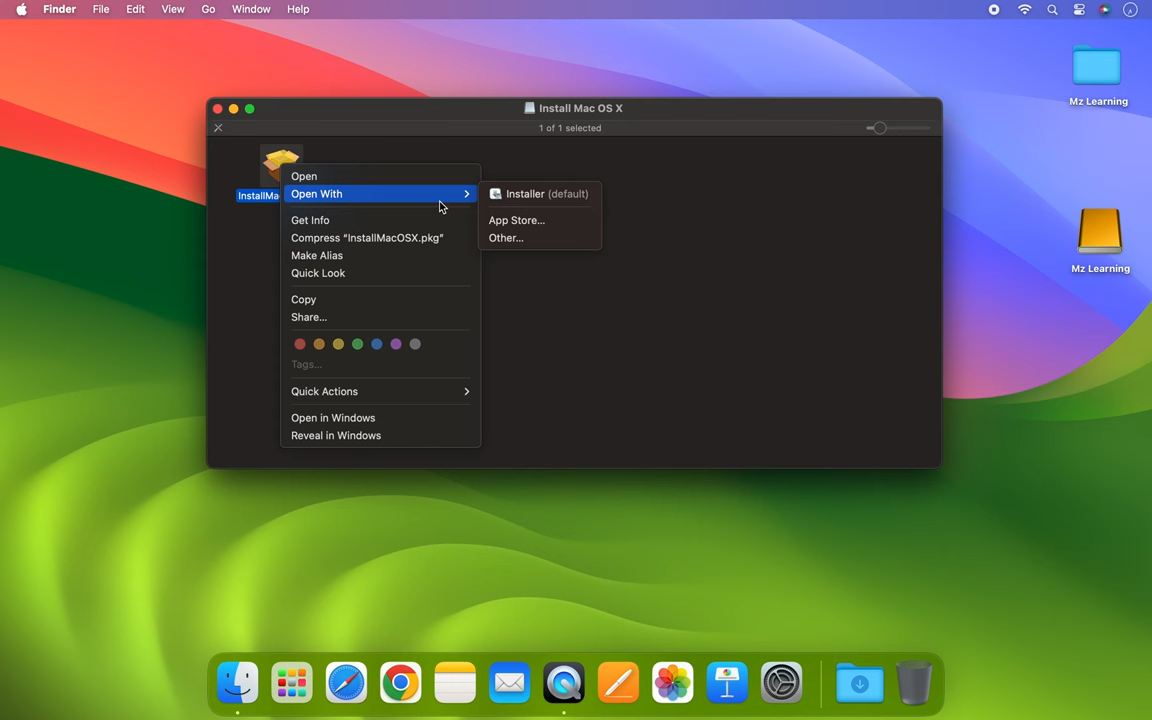 Finder File Edit View Go Window Help
Mz Learning
Install Mac OS X
1 of 1 selected
InstallMa
Open
Open With
Installer (default)
App Store...
Other...
Get Info
Compress “InstallMacOSX.pkg”
Make Alias
Quick Look
Copy
Share...
Tags...
Quick Actions
Open in Windows
Reveal in Windows
Mz Learning